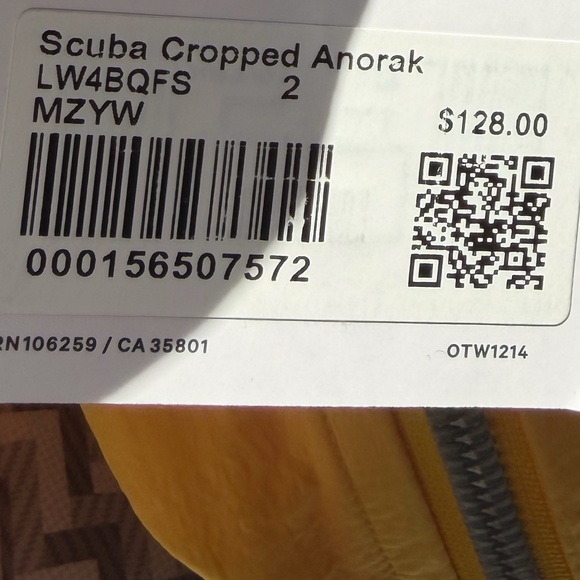 Scuba Cropped Anorak
LW4BQFS 2
MZYW
$128.00
000156507572
RN106259 / CA 35801
OTW1214